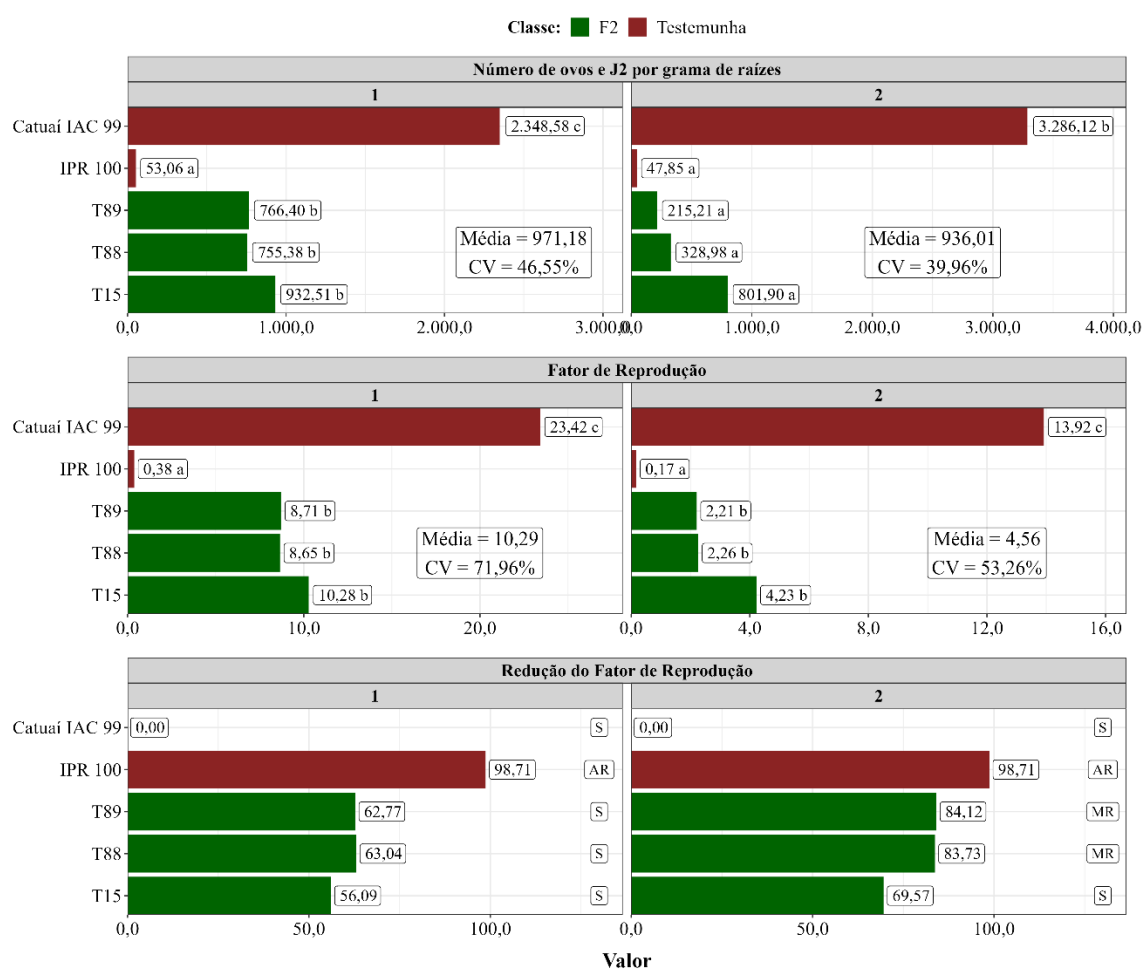 Classe: F2 Testemunha
Número de ovos e J2 por grama de raízes
1 2
Catuaí IAC 99 2.348,58 c 3.286,12 b
IPR 100 53,06 a 47,85 a
T89 766,40 b 215,21 a
Média = 971,18 Média = 936,01
T88 755,38 b 328,98 a
CV = 46,55% CV = 39,96%
T15 932,51 b 801,90 a
0,0 1.000,0 2.000,0 3.000,0 0,0 1.000,0 2.000,0 3.000,0 4.000,0
Fator de Reprodução
1 2
Catuaí IAC 99 23,42 c 13,92 c
IPR 100 0,38 a 0,17 a
T89 8,71 b 2,21 b
Média = 10,29 Média = 4,56
T88 8,65 b 2,26 b
CV = 71,96% CV = 53,26%
T15 10,28 b 4,23 b
0,0 10,0 20,0 0,0 4,0 8,0 12,0 16,0
Redução do Fator de Reprodução
1 2
Catuaí IAC 99 0,00 S 0,00 S
IPR 100 98,71 AR 98,71 AR
T89 62,77 S 84,12 MR
T88 63,04 S 83,73 MR
T15 56,09 S 69,57 S
0,0 50,0 100,0 0,0 50,0 100,0
Valor